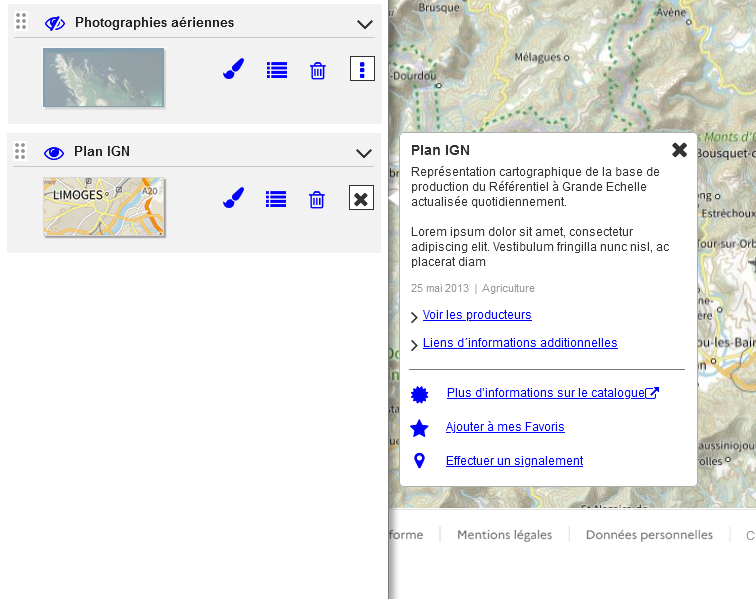 Photographies aériennes
Plan IGN
LIMOGES
A20
Brusque
Avène
Mélagues
-Dourdou
Monts d'O
Bousquet-
Estréchoux
Tour-sur-Orb
Plan IGN
Représentation cartographique de la base de
production du Référentiel à Grande Echelle
actualisée quotidiennement.
Lorem ipsum dolor sit amet, consectetur
adipiscing elit. Vestibulum fringilla nunc nisl, ac
placerat diam
25 mai 2013 | Agriculture
Voir les producteurs
Liens d´informations additionnelles
Plus d'informations sur le catalogue
Ajouter à mes Favoris
Effectuer un signalement
ou-les-Bai
aussiniojou
olles
forme | Mentions légales | Données personnelles | C